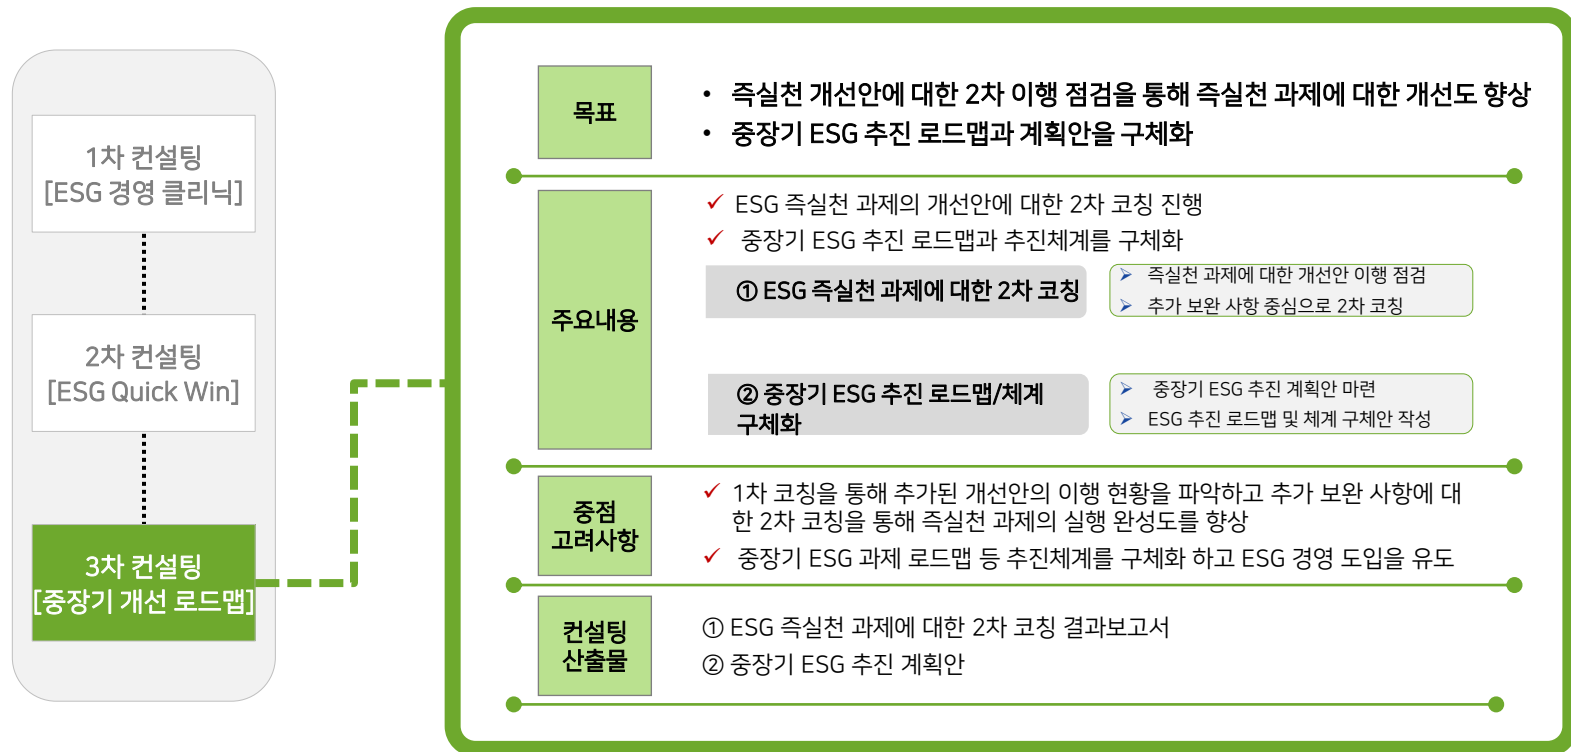 1차 컨설팅
[ESG 경영 클리닉]
2차 컨설팅
[ESG Quick Win]
3차 컨설팅
[중장기 개선 로드맵]
목표
• 즉실천 개선안에 대한 2차 이행 점검을 통해 즉실천 과제에 대한 개선도 향상
• 중장기 ESG 추진 로드맵과 계획안을 구체화
주요내용
✓ ESG 즉실천 과제의 개선안에 대한 2차 코칭 진행
✓ 중장기 ESG 추진 로드맵과 추진체계를 구체화
① ESG 즉실천 과제에 대한 2차 코칭
➢ 즉실천 과제에 대한 개선안 이행 점검
➢ 추가 보완 사항 중심으로 2차 코칭
② 중장기 ESG 추진 로드맵/체계
구체화
➢ 중장기 ESG 추진 계획안 마련
➢ ESG 추진 로드맵 및 체계 구체안 작성
중점
고려사항
✓ 1차 코칭을 통해 추가된 개선안의 이행 현황을 파악하고 추가 보완 사항에 대
한 2차 코칭을 통해 즉실천 과제의 실행 완성도를 향상
✓ 중장기 ESG 과제 로드맵 등 추진체계를 구체화 하고 ESG 경영 도입을 유도
컨설팅
산출물
① ESG 즉실천 과제에 대한 2차 코칭 결과보고서
② 중장기 ESG 추진 계획안